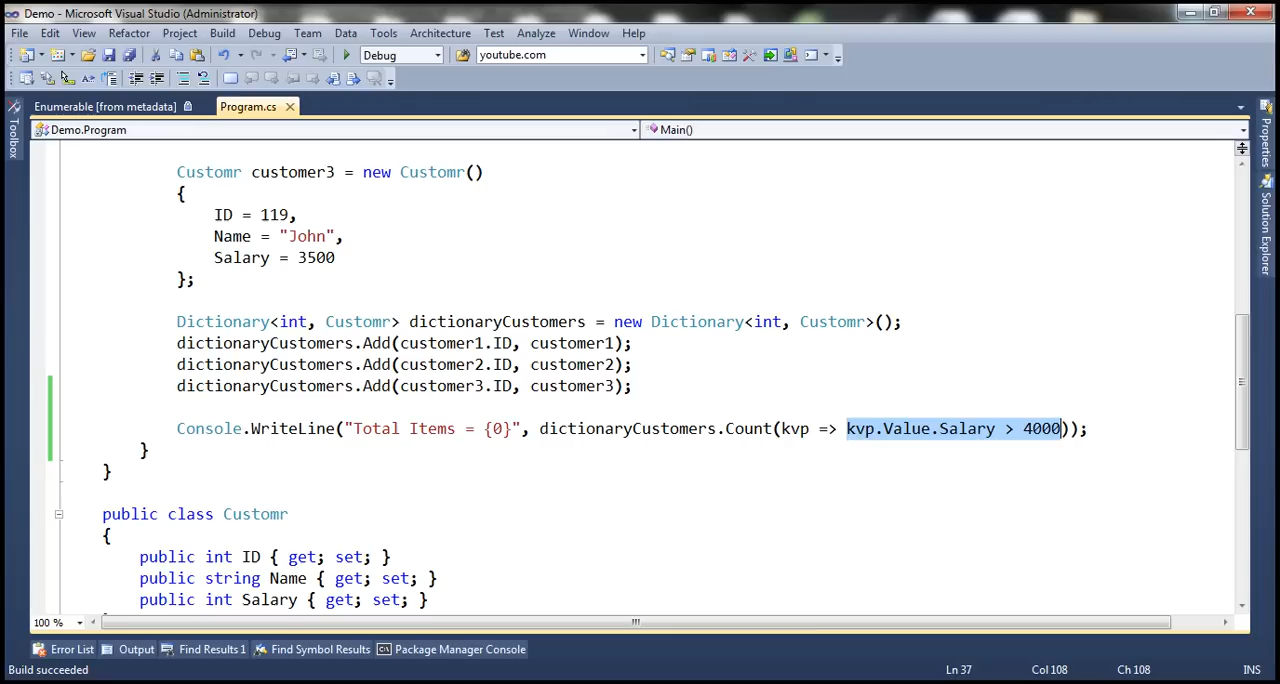 Demo - Microsoft Visual Studio (Administrator)
File Edit View Refactor Project Build Debug Team Data Tools Architecture Test Analyze Window Help
Debug youtube.com
Enumerable [from metadata] Program.cs
Demo.Program Main()
Toolbox
Properties
Solution Explorer
Customr customer3 = new Customr()
{
ID = 119,
Name = "John",
Salary = 3500
};
Dictionary<int, Customr> dictionaryCustomers = new Dictionary<int, Customr>();
dictionaryCustomers.Add(customer1.ID, customer1);
dictionaryCustomers.Add(customer2.ID, customer2);
dictionaryCustomers.Add(customer3.ID, customer3);
Console.WriteLine("Total Items = {0}", dictionaryCustomers.Count(kvp => kvp.Value.Salary > 4000));
}
}
public class Customr
{
public int ID { get; set; }
public string Name { get; set; }
public int Salary { get; set; }
100 %
Error List Output Find Results 1 Find Symbol Results Package Manager Console
Build succeeded Ln 37 Col 108 Ch 108 INS